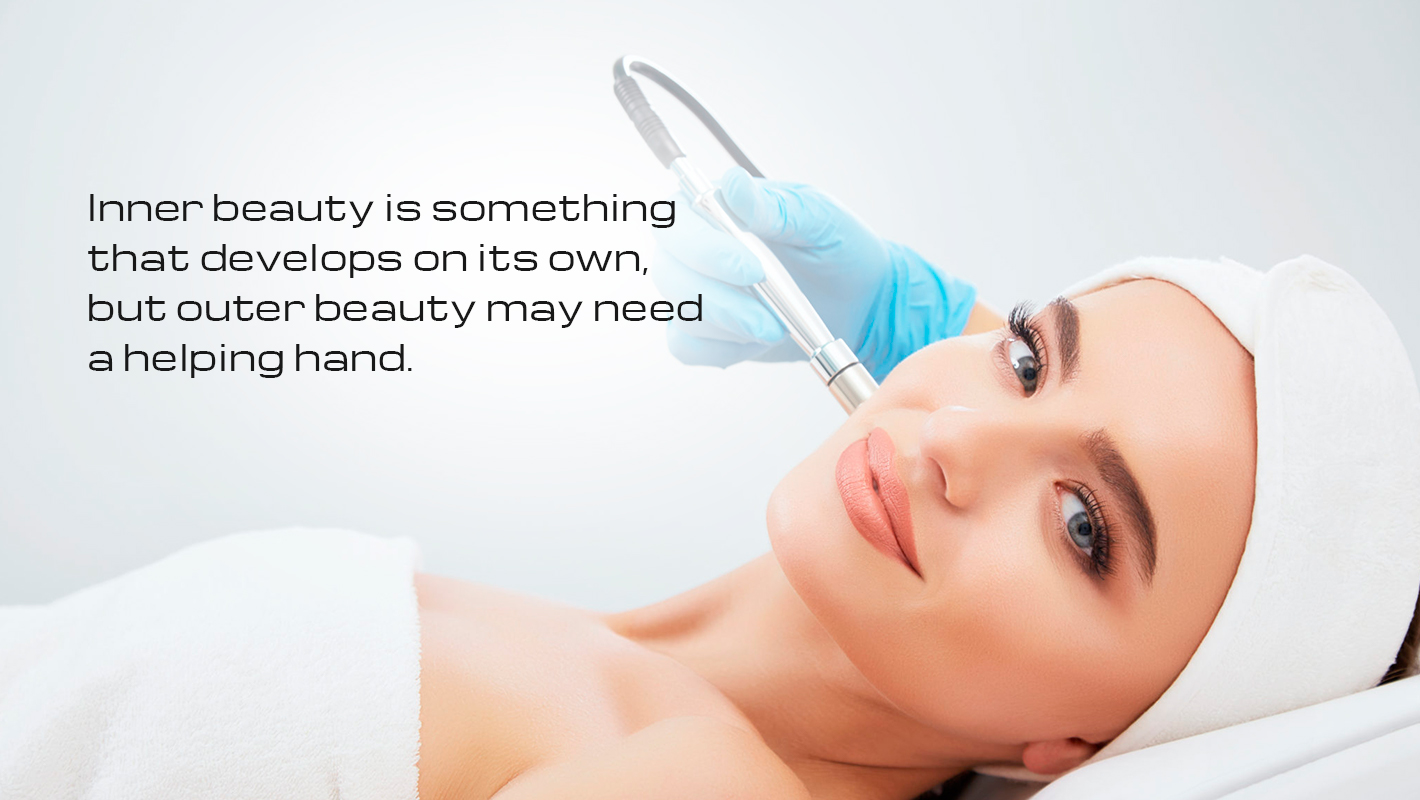 Inner beauty is something
that develops on its own,
but outer beauty may need
a helping hand.